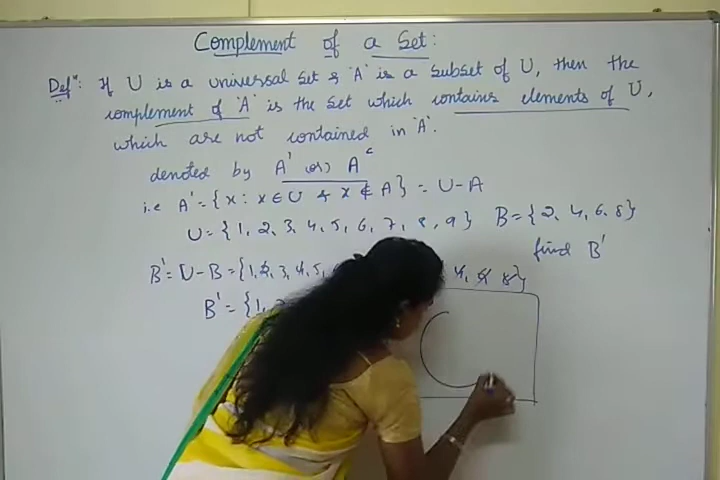 Complement of a Set:
Defⁿ: If U is a universal set & 'A' is a subset of U, then the
complement of 'A' is the set which contains elements of U,
which are not contained in 'A'.
denoted by A' (or) Aᶜ
i.e A' = {x : x ∈ U & x ∉ A} = U - A
U = {1, 2, 3, 4, 5, 6, 7, 8, 9} B = {2, 4, 6, 8}
find B'
B' = U - B = {1, 2, 3, 4, 5, 4, 6, 8}
B' = {1,